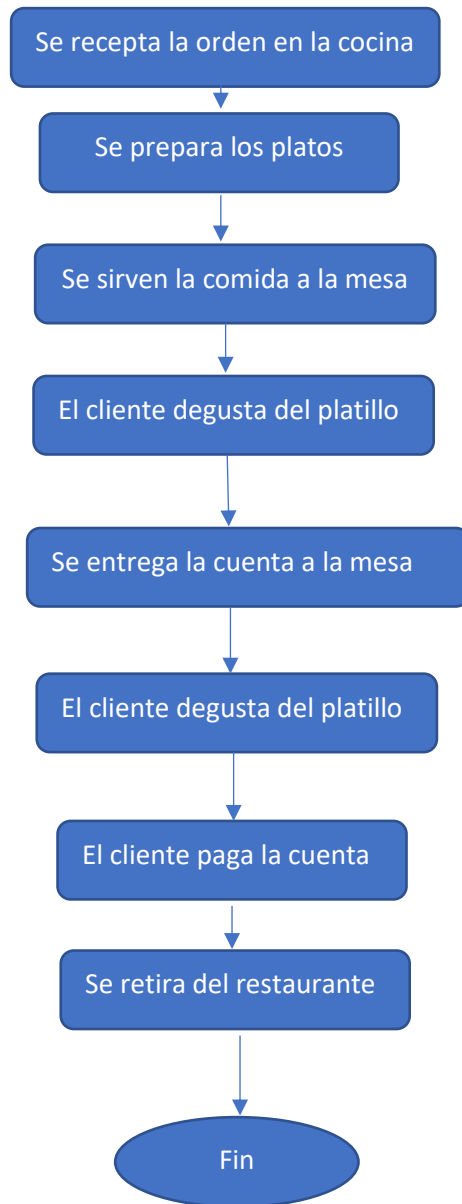 Se recepta la orden en la cocina
Se prepara los platos
Se sirven la comida a la mesa
El cliente degusta del platillo
Se entrega la cuenta a la mesa
El cliente degusta del platillo
El cliente paga la cuenta
Se retira del restaurante
Fin